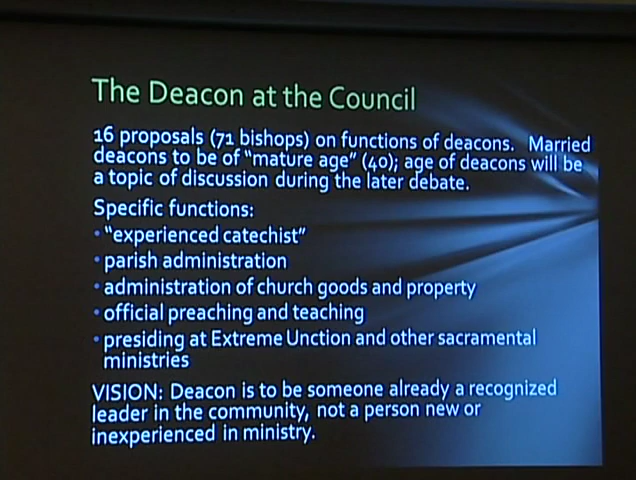 The Deacon at the Council
16 proposals (71 bishops) on functions of deacons. Married
deacons to be of "mature age" (40); age of deacons will be
a topic of discussion during the later debate.
Specific functions:
• "experienced catechist"
• parish administration
• administration of church goods and property
• official preaching and teaching
• presiding at Extreme Unction and other sacramental
ministries
VISION: Deacon is to be someone already a recognized
leader in the community, not a person new or
inexperienced in ministry.